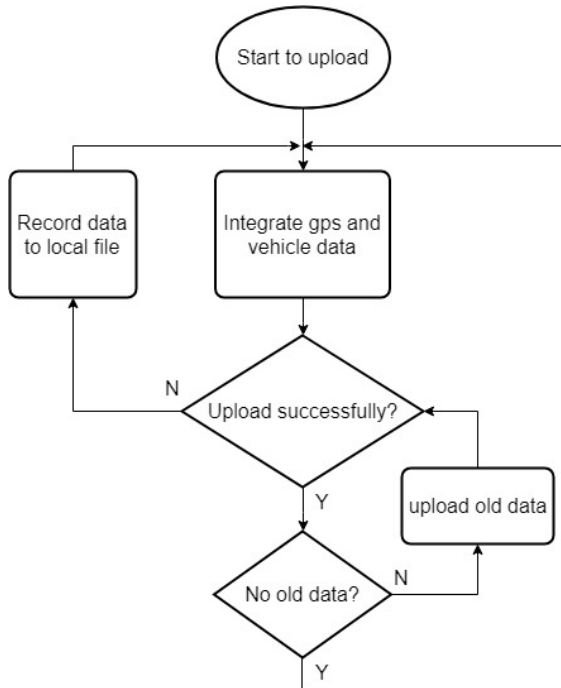 Start to upload
Record data
to local file
Integrate gps and
vehicle data
N
Upload successfully?
Y
upload old data
No old data?
N
Y